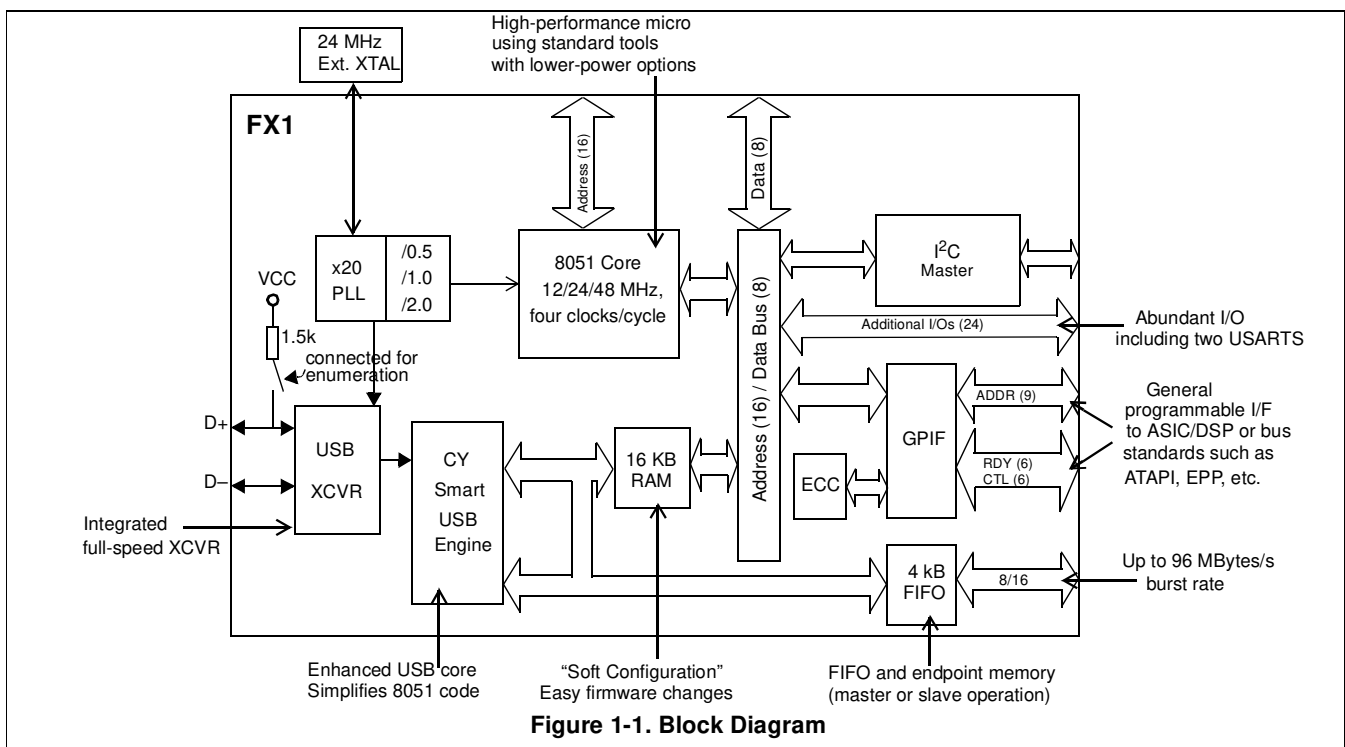 High-performance micro
using standard tools
with lower-power options
24 MHz
Ext. XTAL
FX1
Address (16)
Data (8)
x20
PLL
/0.5
/1.0
/2.0
8051 Core
12/24/48 MHz,
four clocks/cycle
I2C
Master
VCC
1.5k
connected for
enumeration
Address (16) / Data Bus (8)
Additional I/Os (24)
Abundant I/O
including two USARTS
ADDR (9)
GPIF
RDY (6)
CTL (6)
General
programmable I/F
to ASIC/DSP or bus
standards such as
ATAPI, EPP, etc.
D+
D–
USB
XCVR
CY
Smart
USB
Engine
16 KB
RAM
ECC
Integrated
full-speed XCVR
4 kB
FIFO
8/16
Up to 96 MBytes/s
burst rate
Enhanced USB core
Simplifies 8051 code
“Soft Configuration”
Easy firmware changes
FIFO and endpoint memory
(master or slave operation)
Figure 1-1. Block Diagram